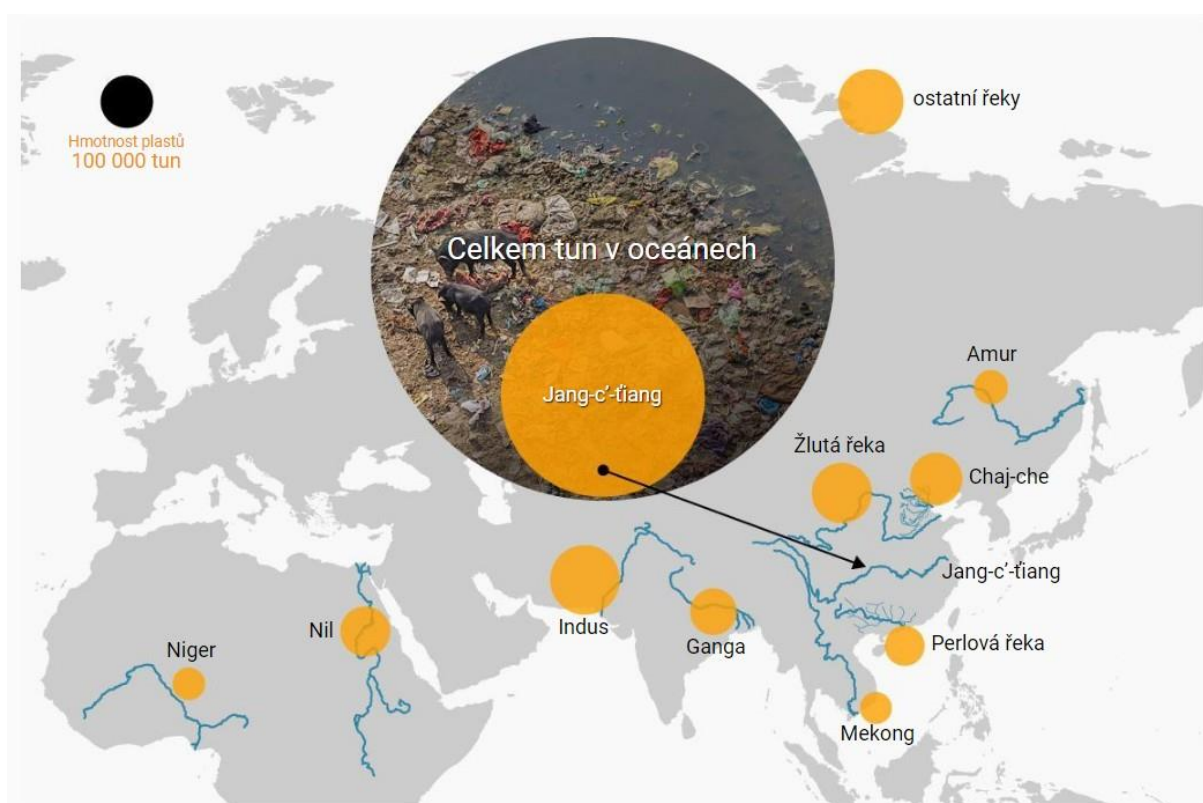 Hmotnost plastů
100 000 tun
ostatní řeky
Celkem tun v oceánech
Jang-c’-ťiang
Amur
Žlutá řeka
Chaj-che
Jang-c’-ťiang
Indus
Ganga
Nil
Niger
Perlová řeka
Mekong